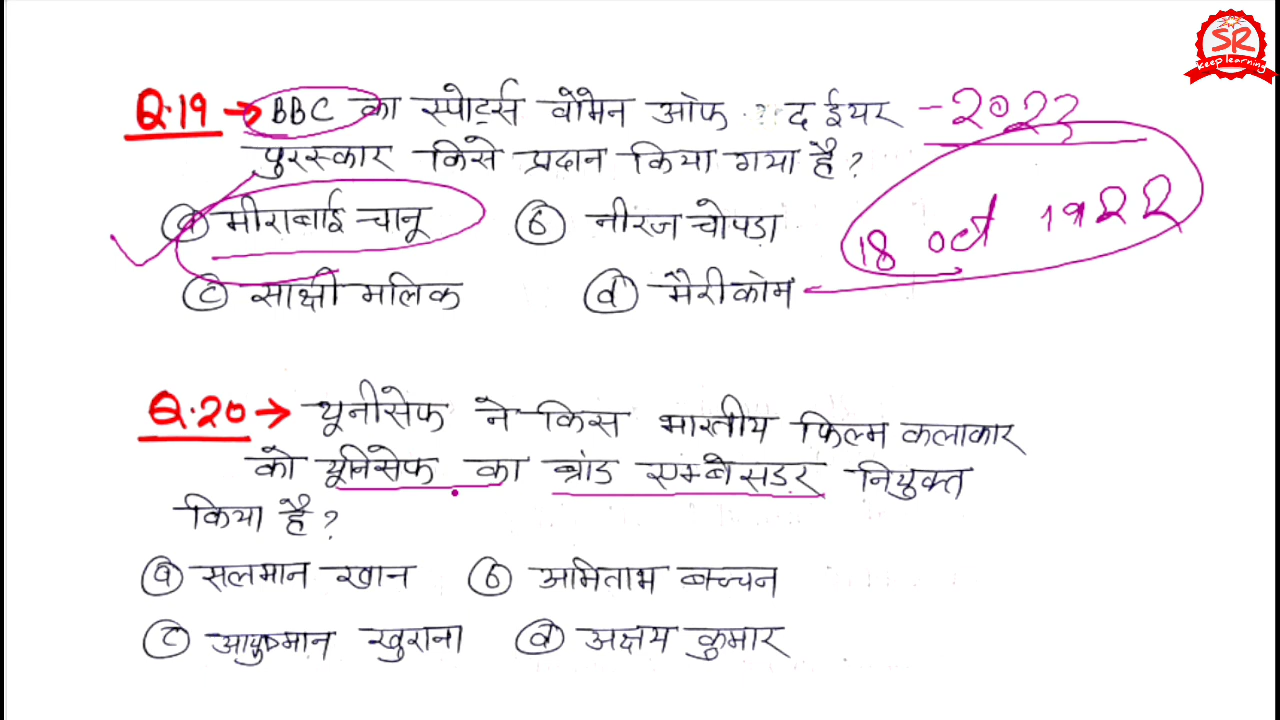 SR
keep learning
Q.19 → BBC का स्पोर्ट्स वोमेन ऑफ ? द ईयर - 2022
पुरस्कार किसे प्रदान किया गया है?
(a) मीराबाई चानू (b) नीरज चोपडा
18 oct 1922
(c) साक्षी मलिक (d) मैरीकोम
Q.20 → यूनीसेफ ने किस भारतीय फिल्म कलाकार
को यूनिसेफ का ब्रांड एम्बेसडर नियुक्त
किया है?
(a) सलमान खान (b) अमिताभ बच्चन
(c) आयुष्मान खुराना (d) अक्षय कुमार